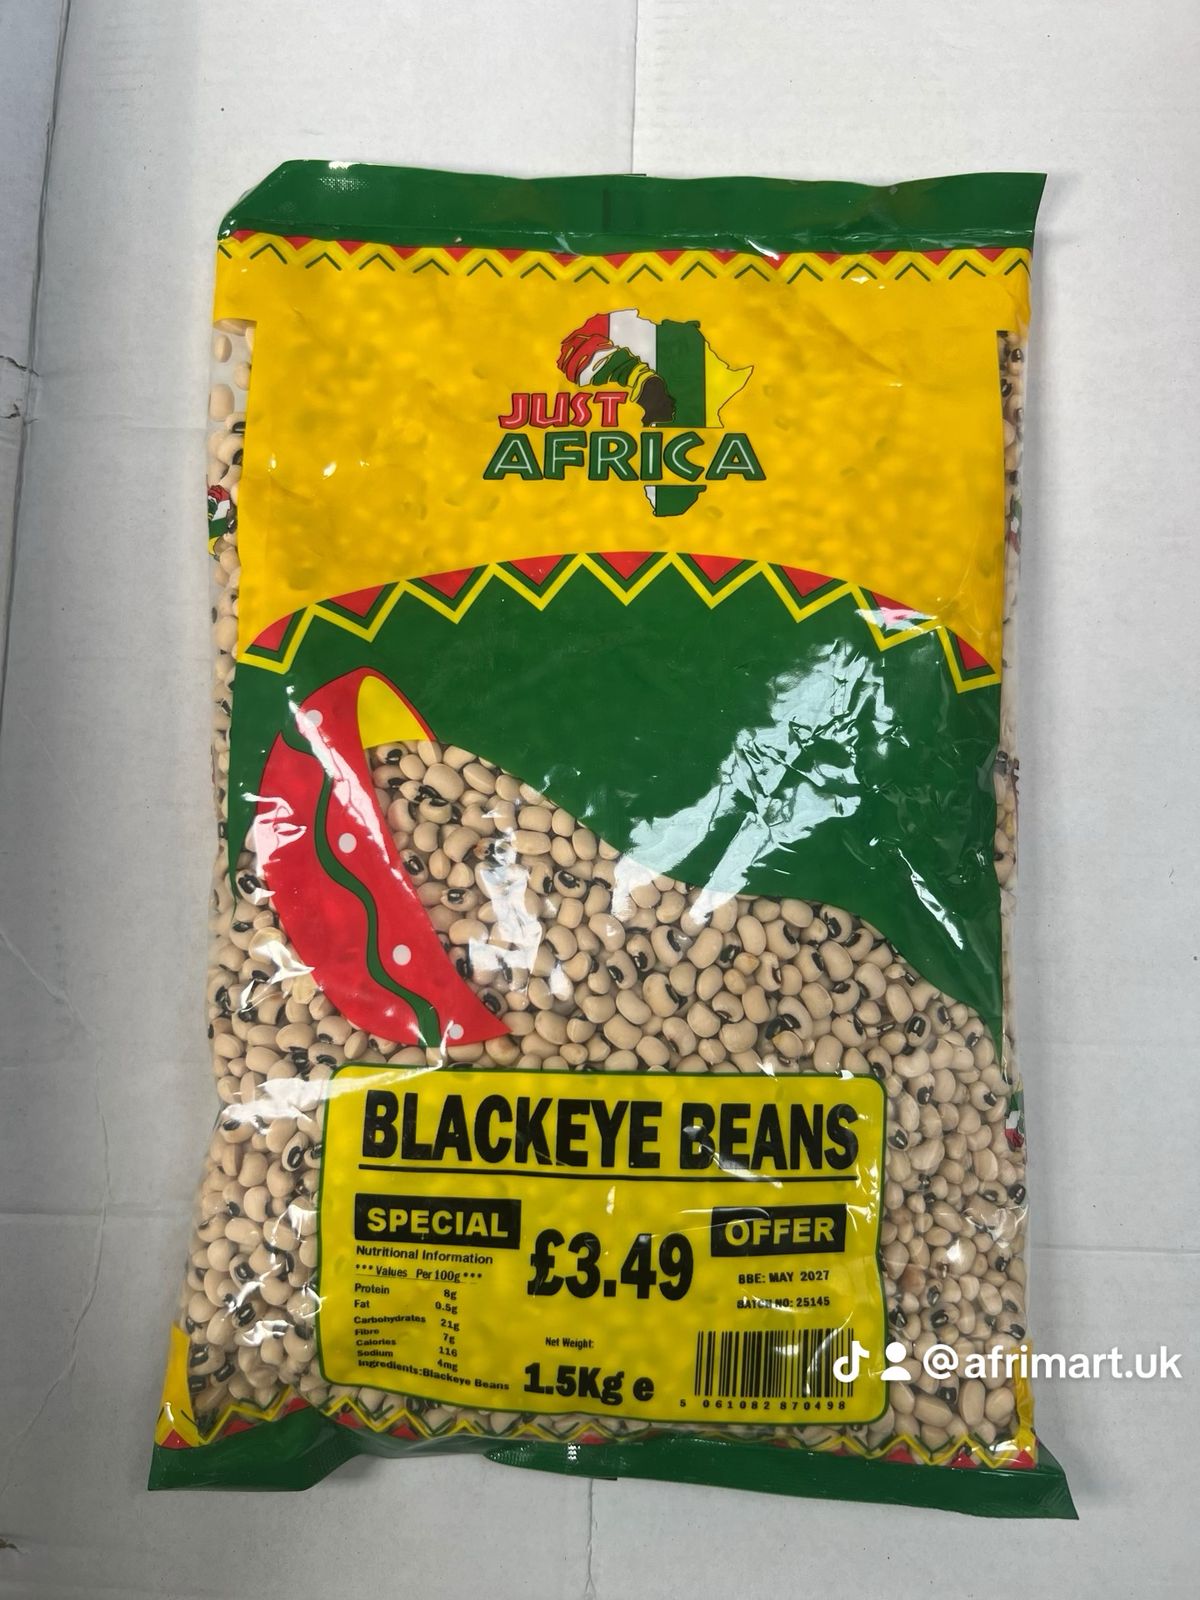 JUST
AFRICA
BLACKEYE BEANS
SPECIAL
£3.49
OFFER
Nutritional Information
*** Values Per 100g ***
Protein 8g
Fat 0.5g
Carbohydrates 21g
Fibre 7g
Calories 116
Sodium 4mg
Ingredients:Blackeye Beans
Net Weight:
1.5Kg e
BBE: MAY 2027
BATCH NO: 25145
5 061082 870498
@afrimart.uk